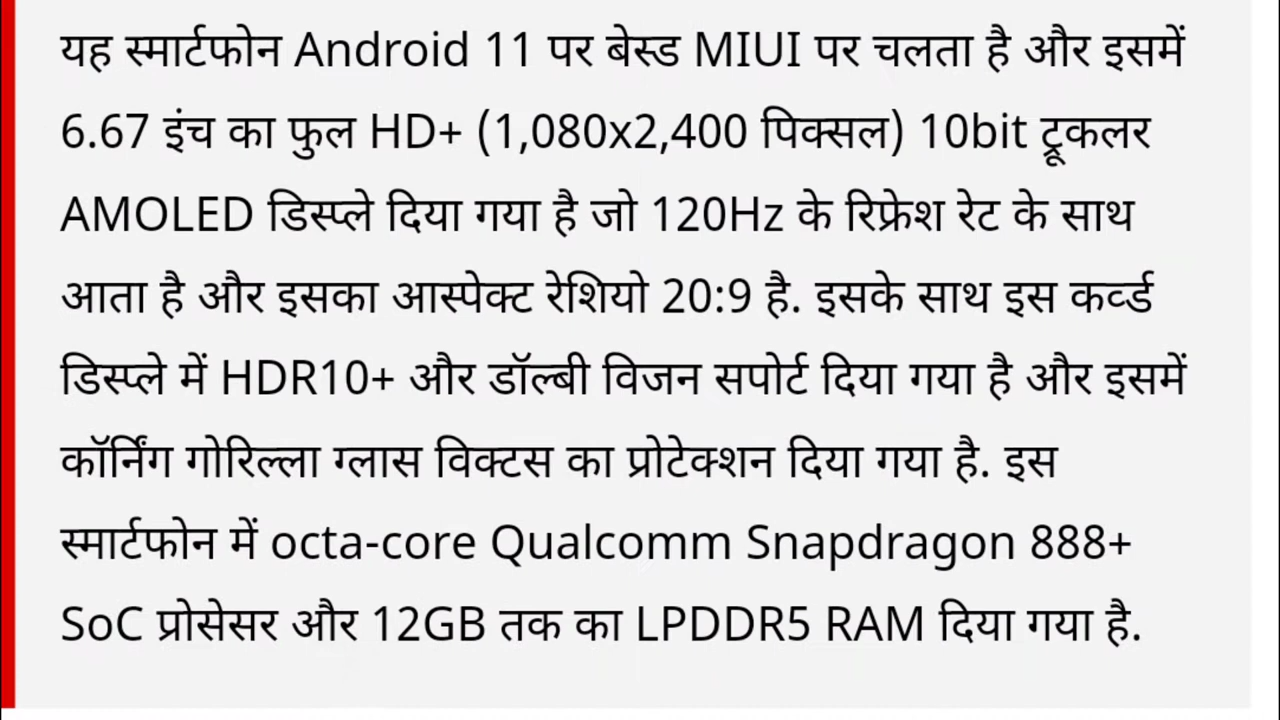 यह स्मार्टफोन Android 11 पर बेस्ड MIUI पर चलता है और इसमें
6.67 इंच का फुल HD+ (1,080x2,400 पिक्सल) 10bit ट्रूकलर
AMOLED डिस्प्ले दिया गया है जो 120Hz के रिफ्रेश रेट के साथ
आता है और इसका आस्पेक्ट रेशियो 20:9 है. इसके साथ इस कर्व्ड
डिस्प्ले में HDR10+ और डॉल्बी विजन सपोर्ट दिया गया है और इसमें
कॉर्निंग गोरिल्ला ग्लास विक्टस का प्रोटेक्शन दिया गया है. इस
स्मार्टफोन में octa-core Qualcomm Snapdragon 888+
SoC प्रोसेसर और 12GB तक का LPDDR5 RAM दिया गया है.